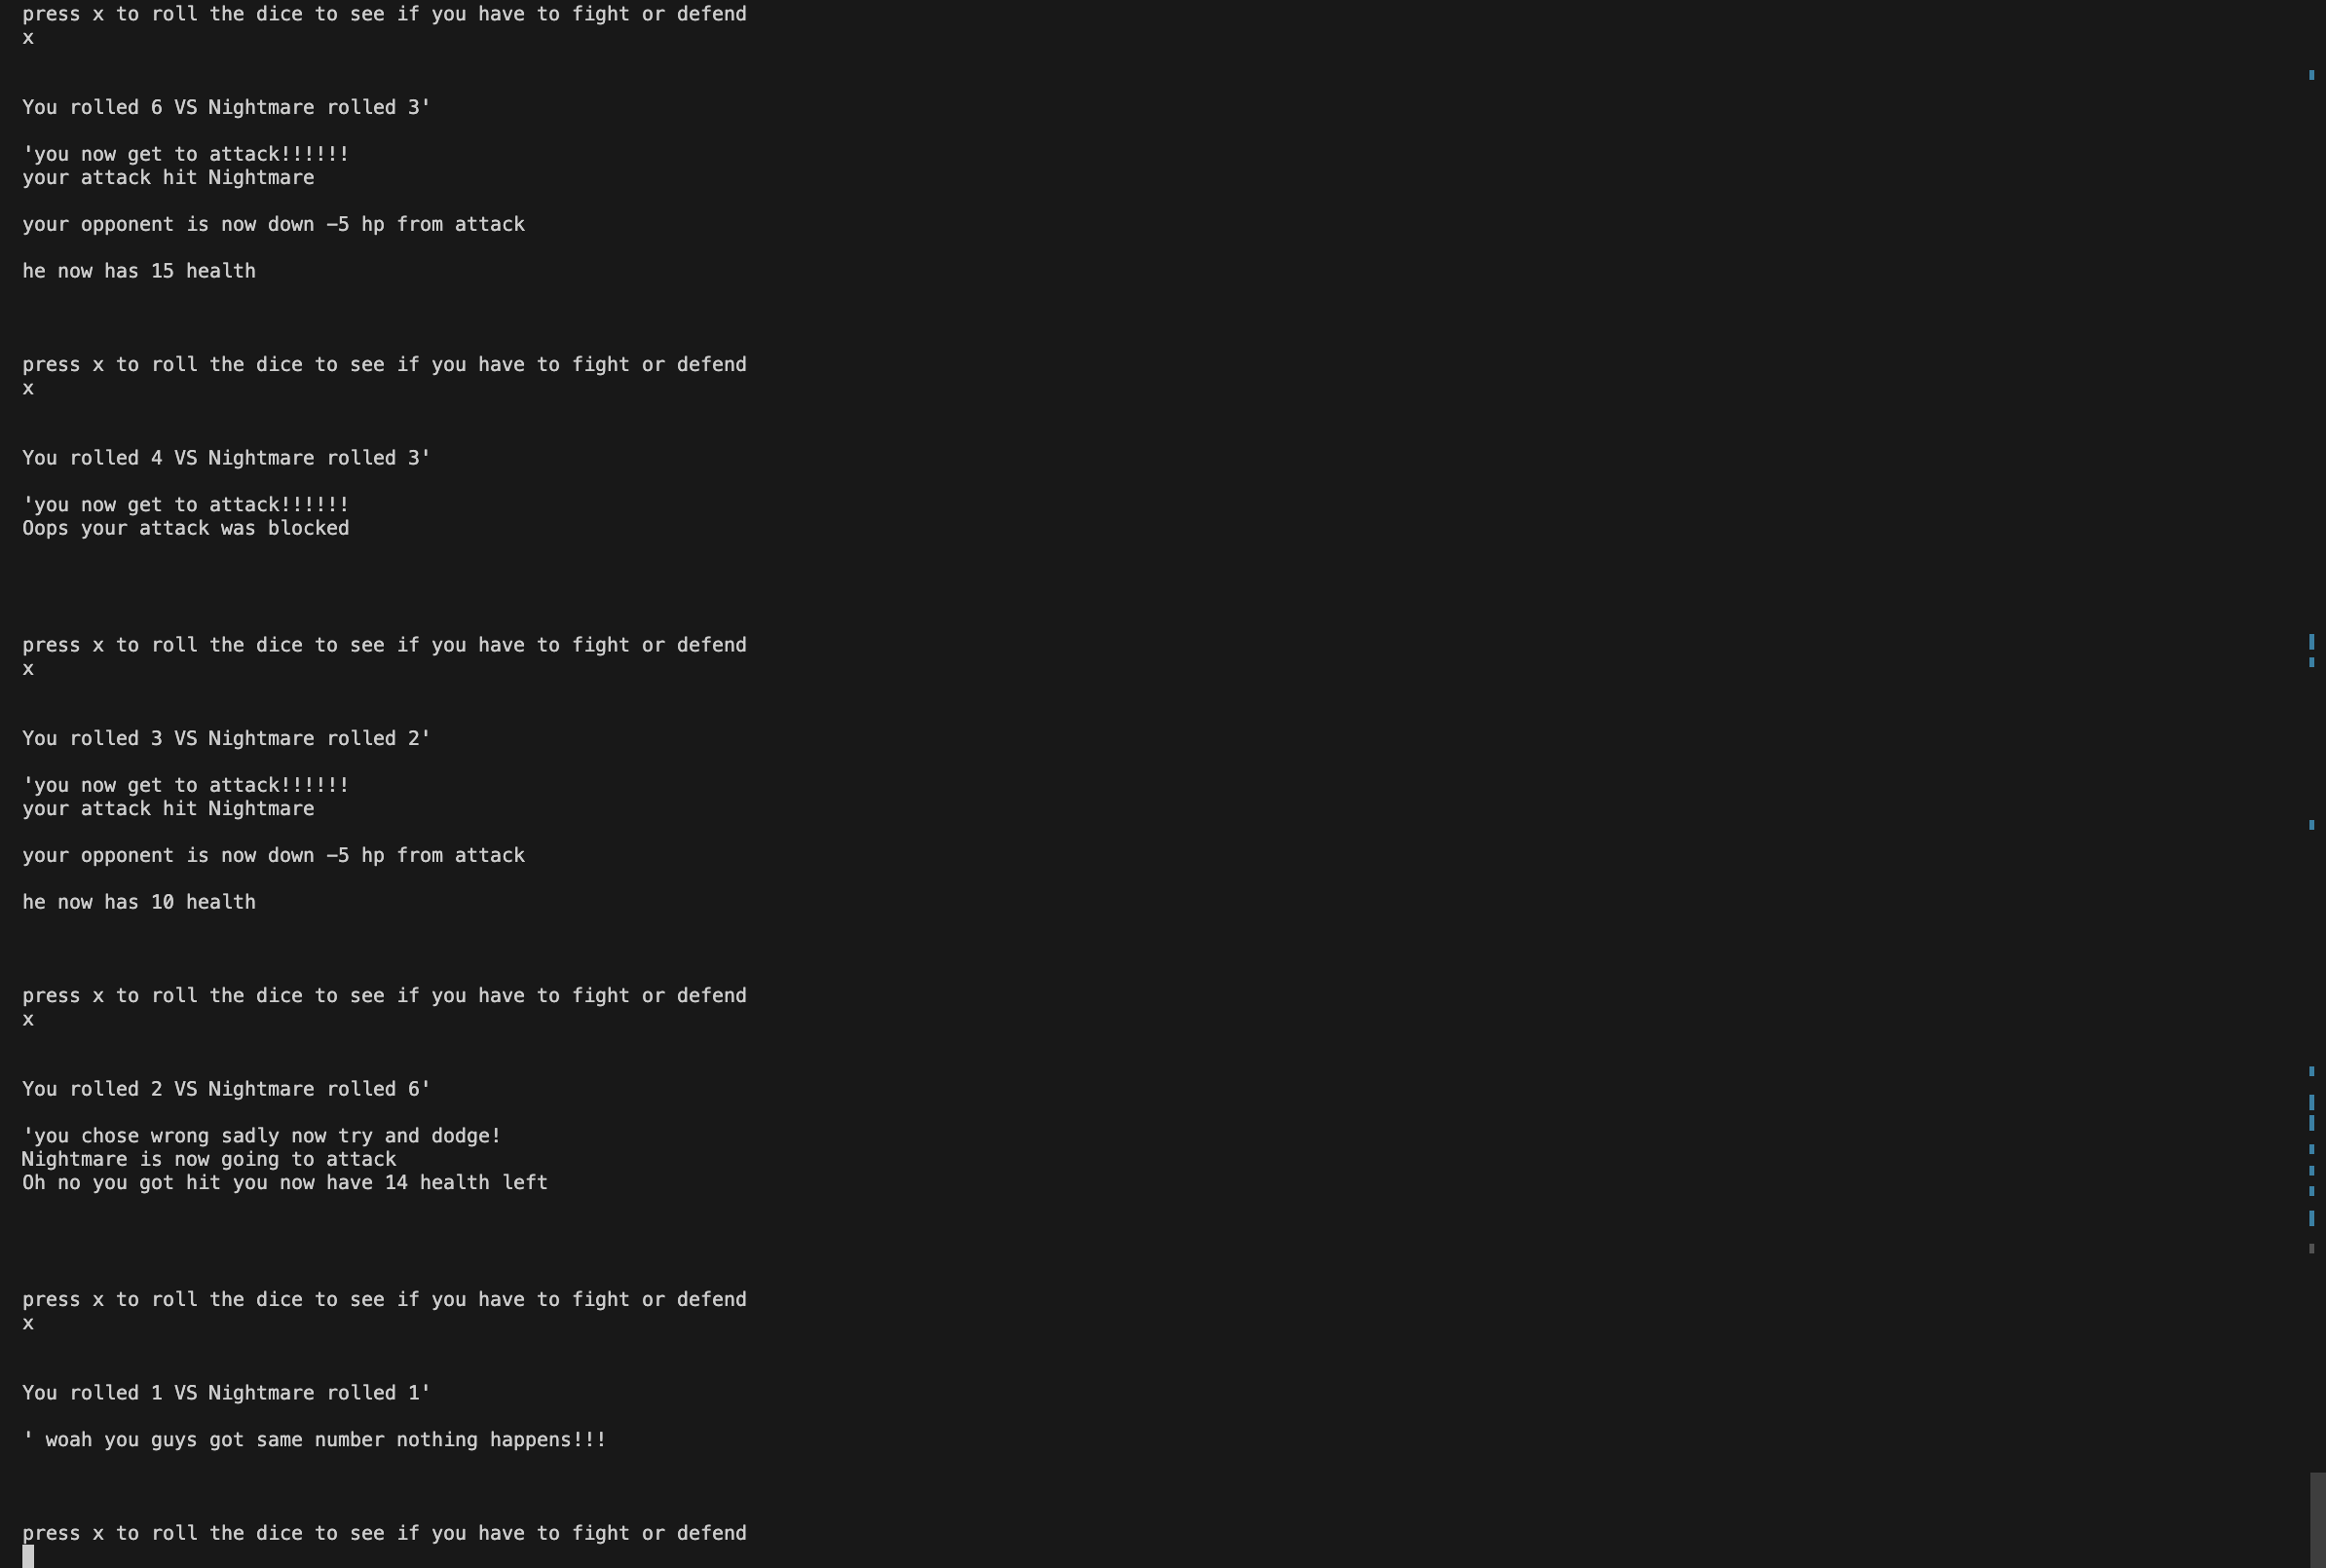 press x to roll the dice to see if you have to fight or defend
x
You rolled 6 VS Nightmare rolled 3'
'you now get to attack!!!!!!
your attack hit Nightmare
your opponent is now down -5 hp from attack
he now has 15 health
press x to roll the dice to see if you have to fight or defend
x
You rolled 4 VS Nightmare rolled 3'
'you now get to attack!!!!!!
Oops your attack was blocked
press x to roll the dice to see if you have to fight or defend
x
You rolled 3 VS Nightmare rolled 2'
'you now get to attack!!!!!!
your attack hit Nightmare
your opponent is now down -5 hp from attack
he now has 10 health
press x to roll the dice to see if you have to fight or defend
x
You rolled 2 VS Nightmare rolled 6'
'you chose wrong sadly now try and dodge!
Nightmare is now going to attack
Oh no you got hit you now have 14 health left
press x to roll the dice to see if you have to fight or defend
x
You rolled 1 VS Nightmare rolled 1'
' woah you guys got same number nothing happens!!!
press x to roll the dice to see if you have to fight or defend